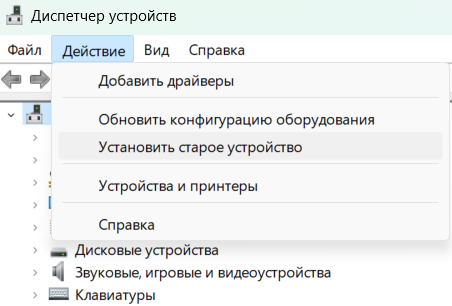 Диспетчер устройств
Файл Действие Вид Справка
Добавить драйверы
Обновить конфигурацию оборудования
Установить старое устройство
Устройства и принтеры
Справка
Дисковые устройства
Звуковые, игровые и видеоустройства
Клавиатуры